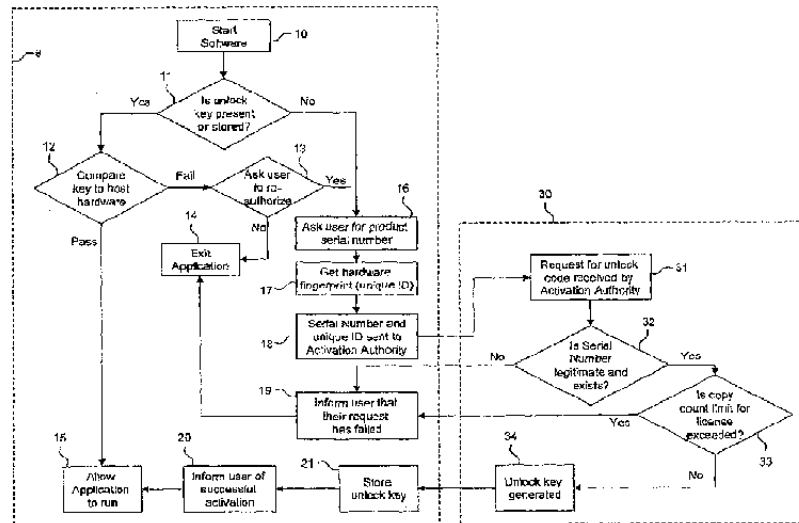 Start
Software
10
9
11
Is unlock
key present
or stored?
Yes
No
12
Compare
key to host
hardware
Fail
13
Ask user
to re-
authorize
Yes
No
Pass
14
Exit
Application
16
Ask user for product
serial number
17
Get hardware
fingerprint (unique ID)
18
Serial Number and
unique ID sent to
Activation Authority
19
Inform user that
their request
has failed
30
Request for unlock
code received by
Activation Authority
31
32
Is Serial
Number
legitimate and
exists?
No
Yes
Is copy
count limit for
license
exceeded?
33
Yes
No
34
Unlock key
generated
21
Store
unlock key
20
Inform user of
successful
activation
15
Allow
Application
to run